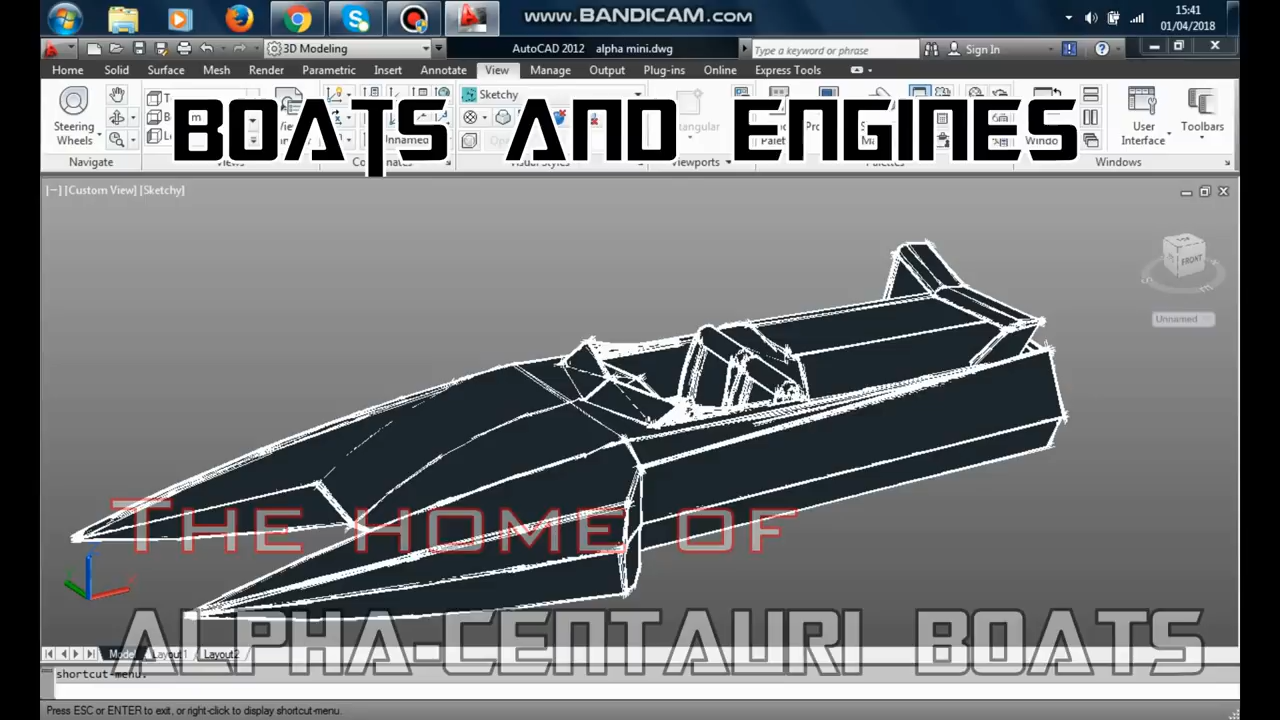 www.BANDICAM.com
15:41
01/04/2018
3D Modeling
AutoCAD 2012 alpha mini.dwg
Type a keyword or phrase
Sign In
Home Solid Surface Mesh Render Parametric Insert Annotate View Manage Output Plug-ins Online Express Tools
Sketchy
BOATS AND ENGINES
Steering
Wheels
Unnamed
User
Interface
Toolbars
Navigate
Views
Viewports
Windows
[−] [Custom View] [Sketchy]
FRONT
Unnamed
The home of
Alpha-Centauri Boats
Model Layout1 Layout2
shortcut-menu.
Press ESC or ENTER to exit, or right-click to display shortcut-menu.